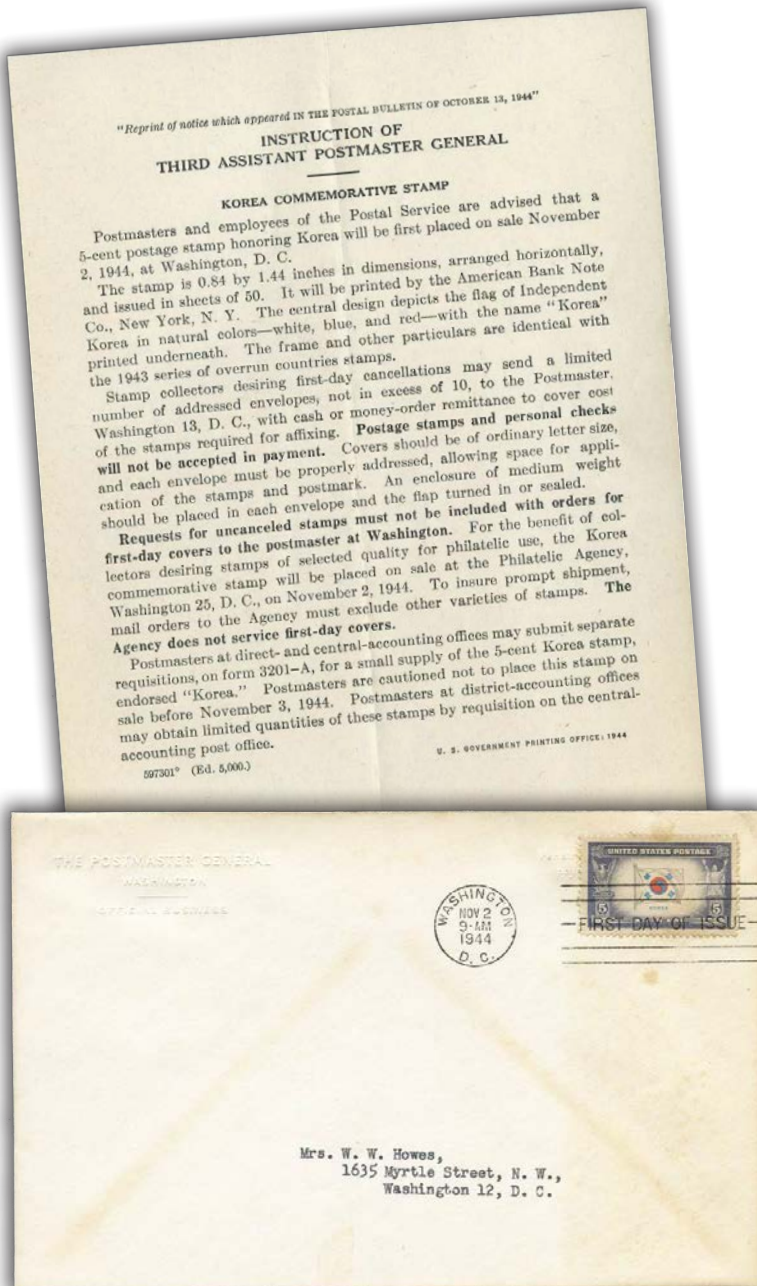 "Reprint of notice which appeared IN THE POSTAL BULLETIN OF OCTOBER 13, 1944"
INSTRUCTION OF
THIRD ASSISTANT POSTMASTER GENERAL
KOREA COMMEMORATIVE STAMP
Postmasters and employees of the Postal Service are advised that a
5-cent postage stamp honoring Korea will be first placed on sale November
2, 1944, at Washington, D. C.
The stamp is 0.84 by 1.44 inches in dimensions, arranged horizontally,
and issued in sheets of 50. It will be printed by the American Bank Note
Co., New York, N. Y. The central design depicts the flag of Independent
Korea in natural colors—white, blue, and red—with the name "Korea"
printed underneath. The frame and other particulars are identical with
the 1943 series of overrun countries stamps.
Stamp collectors desiring first-day cancellations may send a limited
number of addressed envelopes, not in excess of 10, to the Postmaster,
Washington 13, D. C., with cash or money-order remittance to cover cost
of the stamps required for affixing. Postage stamps and personal checks
will not be accepted in payment. Covers should be of ordinary letter size,
and each envelope must be properly addressed, allowing space for appli-
cation of the stamps and postmark. An enclosure of medium weight
should be placed in each envelope and the flap turned in or sealed.
Requests for uncanceled stamps must not be included with orders for
first-day covers to the postmaster at Washington. For the benefit of col-
lectors desiring stamps of selected quality for philatelic use, the Korea
commemorative stamp will be placed on sale at the Philatelic Agency,
Washington 25, D. C., on November 2, 1944. To insure prompt shipment,
mail orders to the Agency must exclude other varieties of stamps. The
Agency does not service first-day covers.
Postmasters at direct- and central-accounting offices may submit separate
requisitions, on form 3201-A, for a small supply of the 5-cent Korea stamp,
endorsed "Korea." Postmasters are cautioned not to place this stamp on
sale before November 3, 1944. Postmasters at district-accounting offices
may obtain limited quantities of these stamps by requisition on the central-
accounting post office.
597301° (Ed. 5,000.)
U. S. GOVERNMENT PRINTING OFFICE: 1944
THE POSTMASTER GENERAL
WASHINGTON
OFFICIAL BUSINESS
WASHINGTON
NOV 2
9-AM
1944
D. C.
UNITED STATES POSTAGE
5 KOREA 5
FIRST DAY OF ISSUE
Mrs. W. W. Howes,
1635 Myrtle Street, N. W.,
Washington 12, D. C.